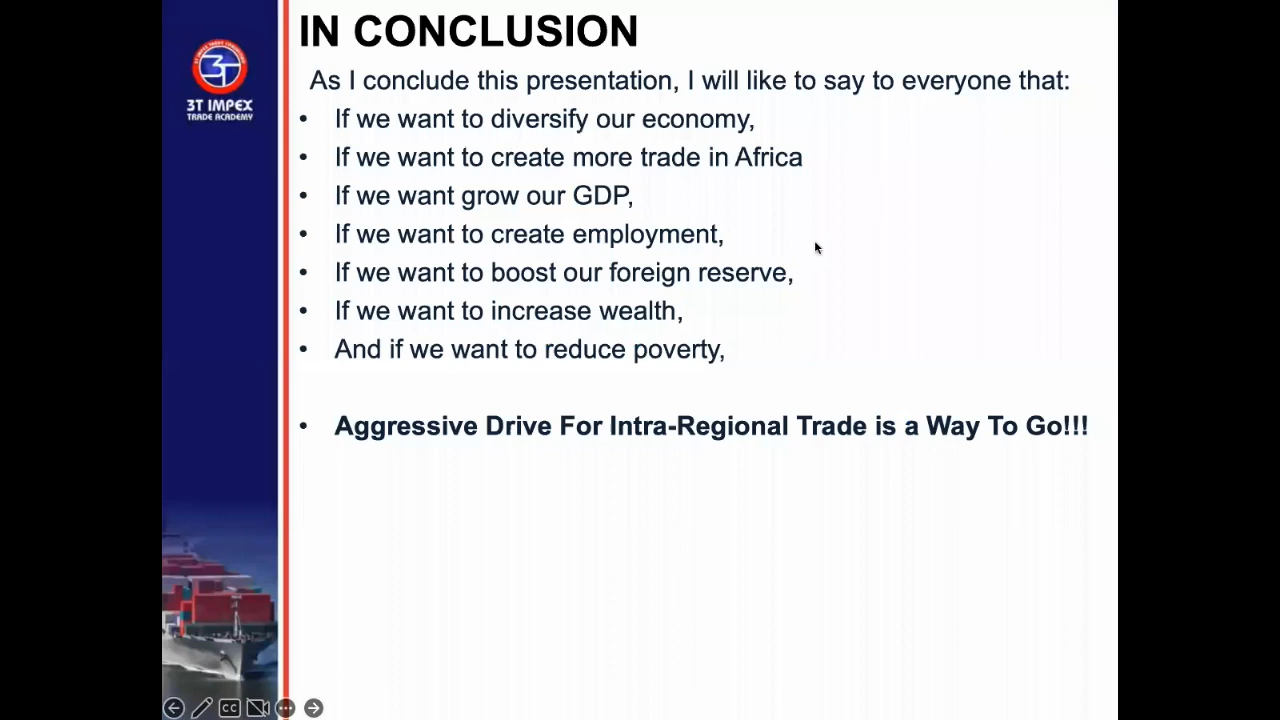 IN CONCLUSION
3T IMPEX
TRADE ACADEMY
As I conclude this presentation, I will like to say to everyone that:
• If we want to diversify our economy,
• If we want to create more trade in Africa
• If we want grow our GDP,
• If we want to create employment,
• If we want to boost our foreign reserve,
• If we want to increase wealth,
• And if we want to reduce poverty,
• Aggressive Drive For Intra-Regional Trade is a Way To Go!!!
CC